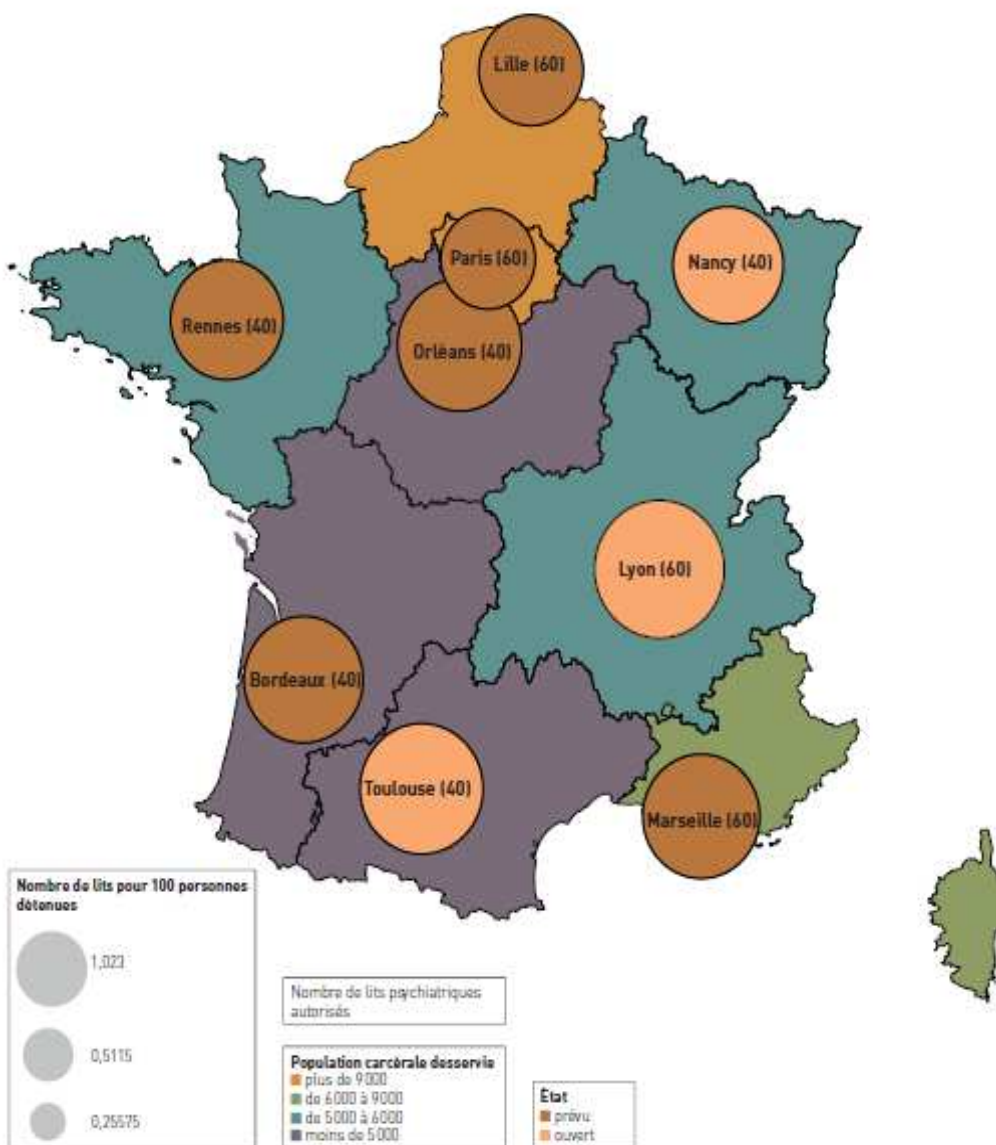 Lille (60)
Paris (60)
Nancy (40)
Rennes (40)
Orléans (40)
Lyon (60)
Bordeaux (40)
Toulouse (40)
Marseille (60)
Nombre de lits pour 100 personnes
détenues
1,023
0,5115
0,25575
Nombre de lits psychiatriques
autorisés
Population carcérale desservie
plus de 9000
de 6000 à 9000
de 5000 à 6000
moins de 5000
État
prévu
ouvert